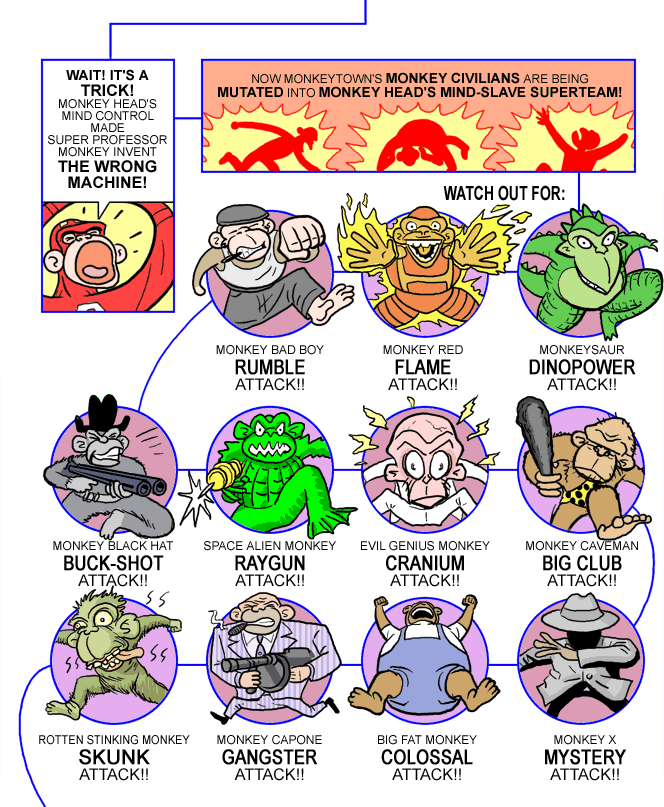 WAIT! IT'S A
TRICK!
MONKEY HEAD'S
MIND CONTROL
MADE
SUPER PROFESSOR
MONKEY INVENT
THE WRONG
MACHINE!
NOW MONKEYTOWN'S MONKEY CIVILIANS ARE BEING
MUTATED INTO MONKEY HEAD'S MIND-SLAVE SUPERTEAM!
WATCH OUT FOR:
MONKEY BAD BOY
RUMBLE
ATTACK!!
MONKEY RED
FLAME
ATTACK!!
MONKEYSAUR
DINOPOWER
ATTACK!!
MONKEY BLACK HAT
BUCK-SHOT
ATTACK!!
SPACE ALIEN MONKEY
RAYGUN
ATTACK!!
EVIL GENIUS MONKEY
CRANIUM
ATTACK!!
MONKEY CAVEMAN
BIG CLUB
ATTACK!!
ROTTEN STINKING MONKEY
SKUNK
ATTACK!!
MONKEY CAPONE
GANGSTER
ATTACK!!
BIG FAT MONKEY
COLOSSAL
ATTACK!!
MONKEY X
MYSTERY
ATTACK!!